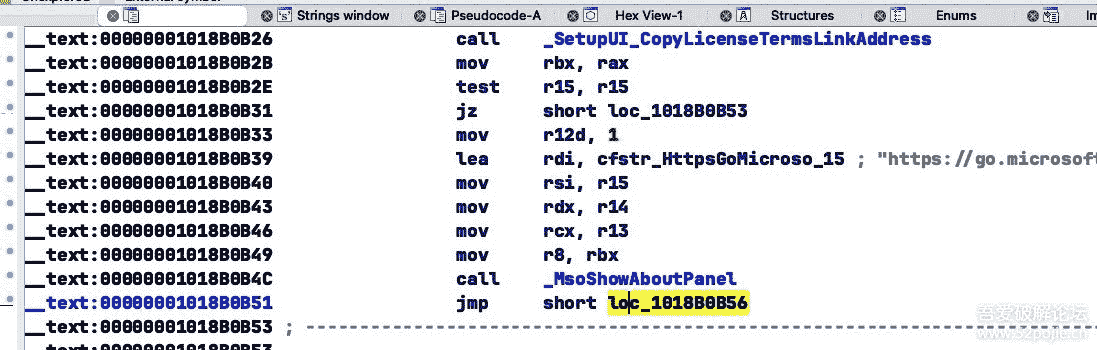 Strings window Pseudocode-A Hex View-1 Structures Enums
__text:00000001018B0B26 call _SetupUI_CopyLicenseTermsLinkAddress
__text:00000001018B0B2B mov rbx, rax
__text:00000001018B0B2E test r15, r15
__text:00000001018B0B31 jz short loc_1018B0B53
__text:00000001018B0B33 mov r12d, 1
__text:00000001018B0B39 lea rdi, cfstr_HttpsGoMicroso_15 ; "https://go.microsoft
__text:00000001018B0B40 mov rsi, r15
__text:00000001018B0B43 mov rdx, r14
__text:00000001018B0B46 mov rcx, r13
__text:00000001018B0B49 mov r8, rbx
__text:00000001018B0B4C call _MsoShowAboutPanel
__text:00000001018B0B51 jmp short loc_1018B0B56
__text:00000001018B0B53 ; ---------------------------------------------------------------------------
吾爱破解论坛
www.52pojie.cn